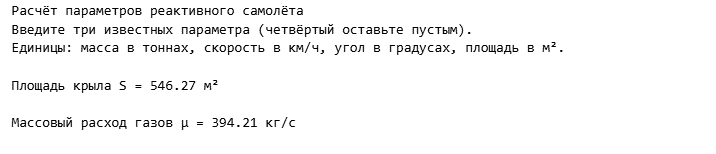 Расчёт параметров реактивного самолёта
Введите три известных параметра (четвёртый оставьте пустым).
Единицы: масса в тоннах, скорость в км/ч, угол в градусах, площадь в м².
Площадь крыла S = 546.27 м²
Массовый расход газов μ = 394.21 кг/с